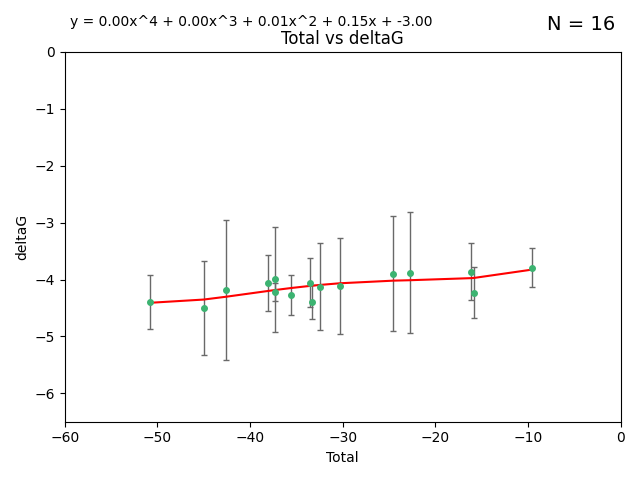 y = 0.00x^4 + 0.00x^3 + 0.01x^2 + 0.15x + -3.00
N = 16
Total vs deltaG
0
−1
−2
−3
−4
−5
−6
deltaG
−60 −50 −40 −30 −20 −10 0
Total